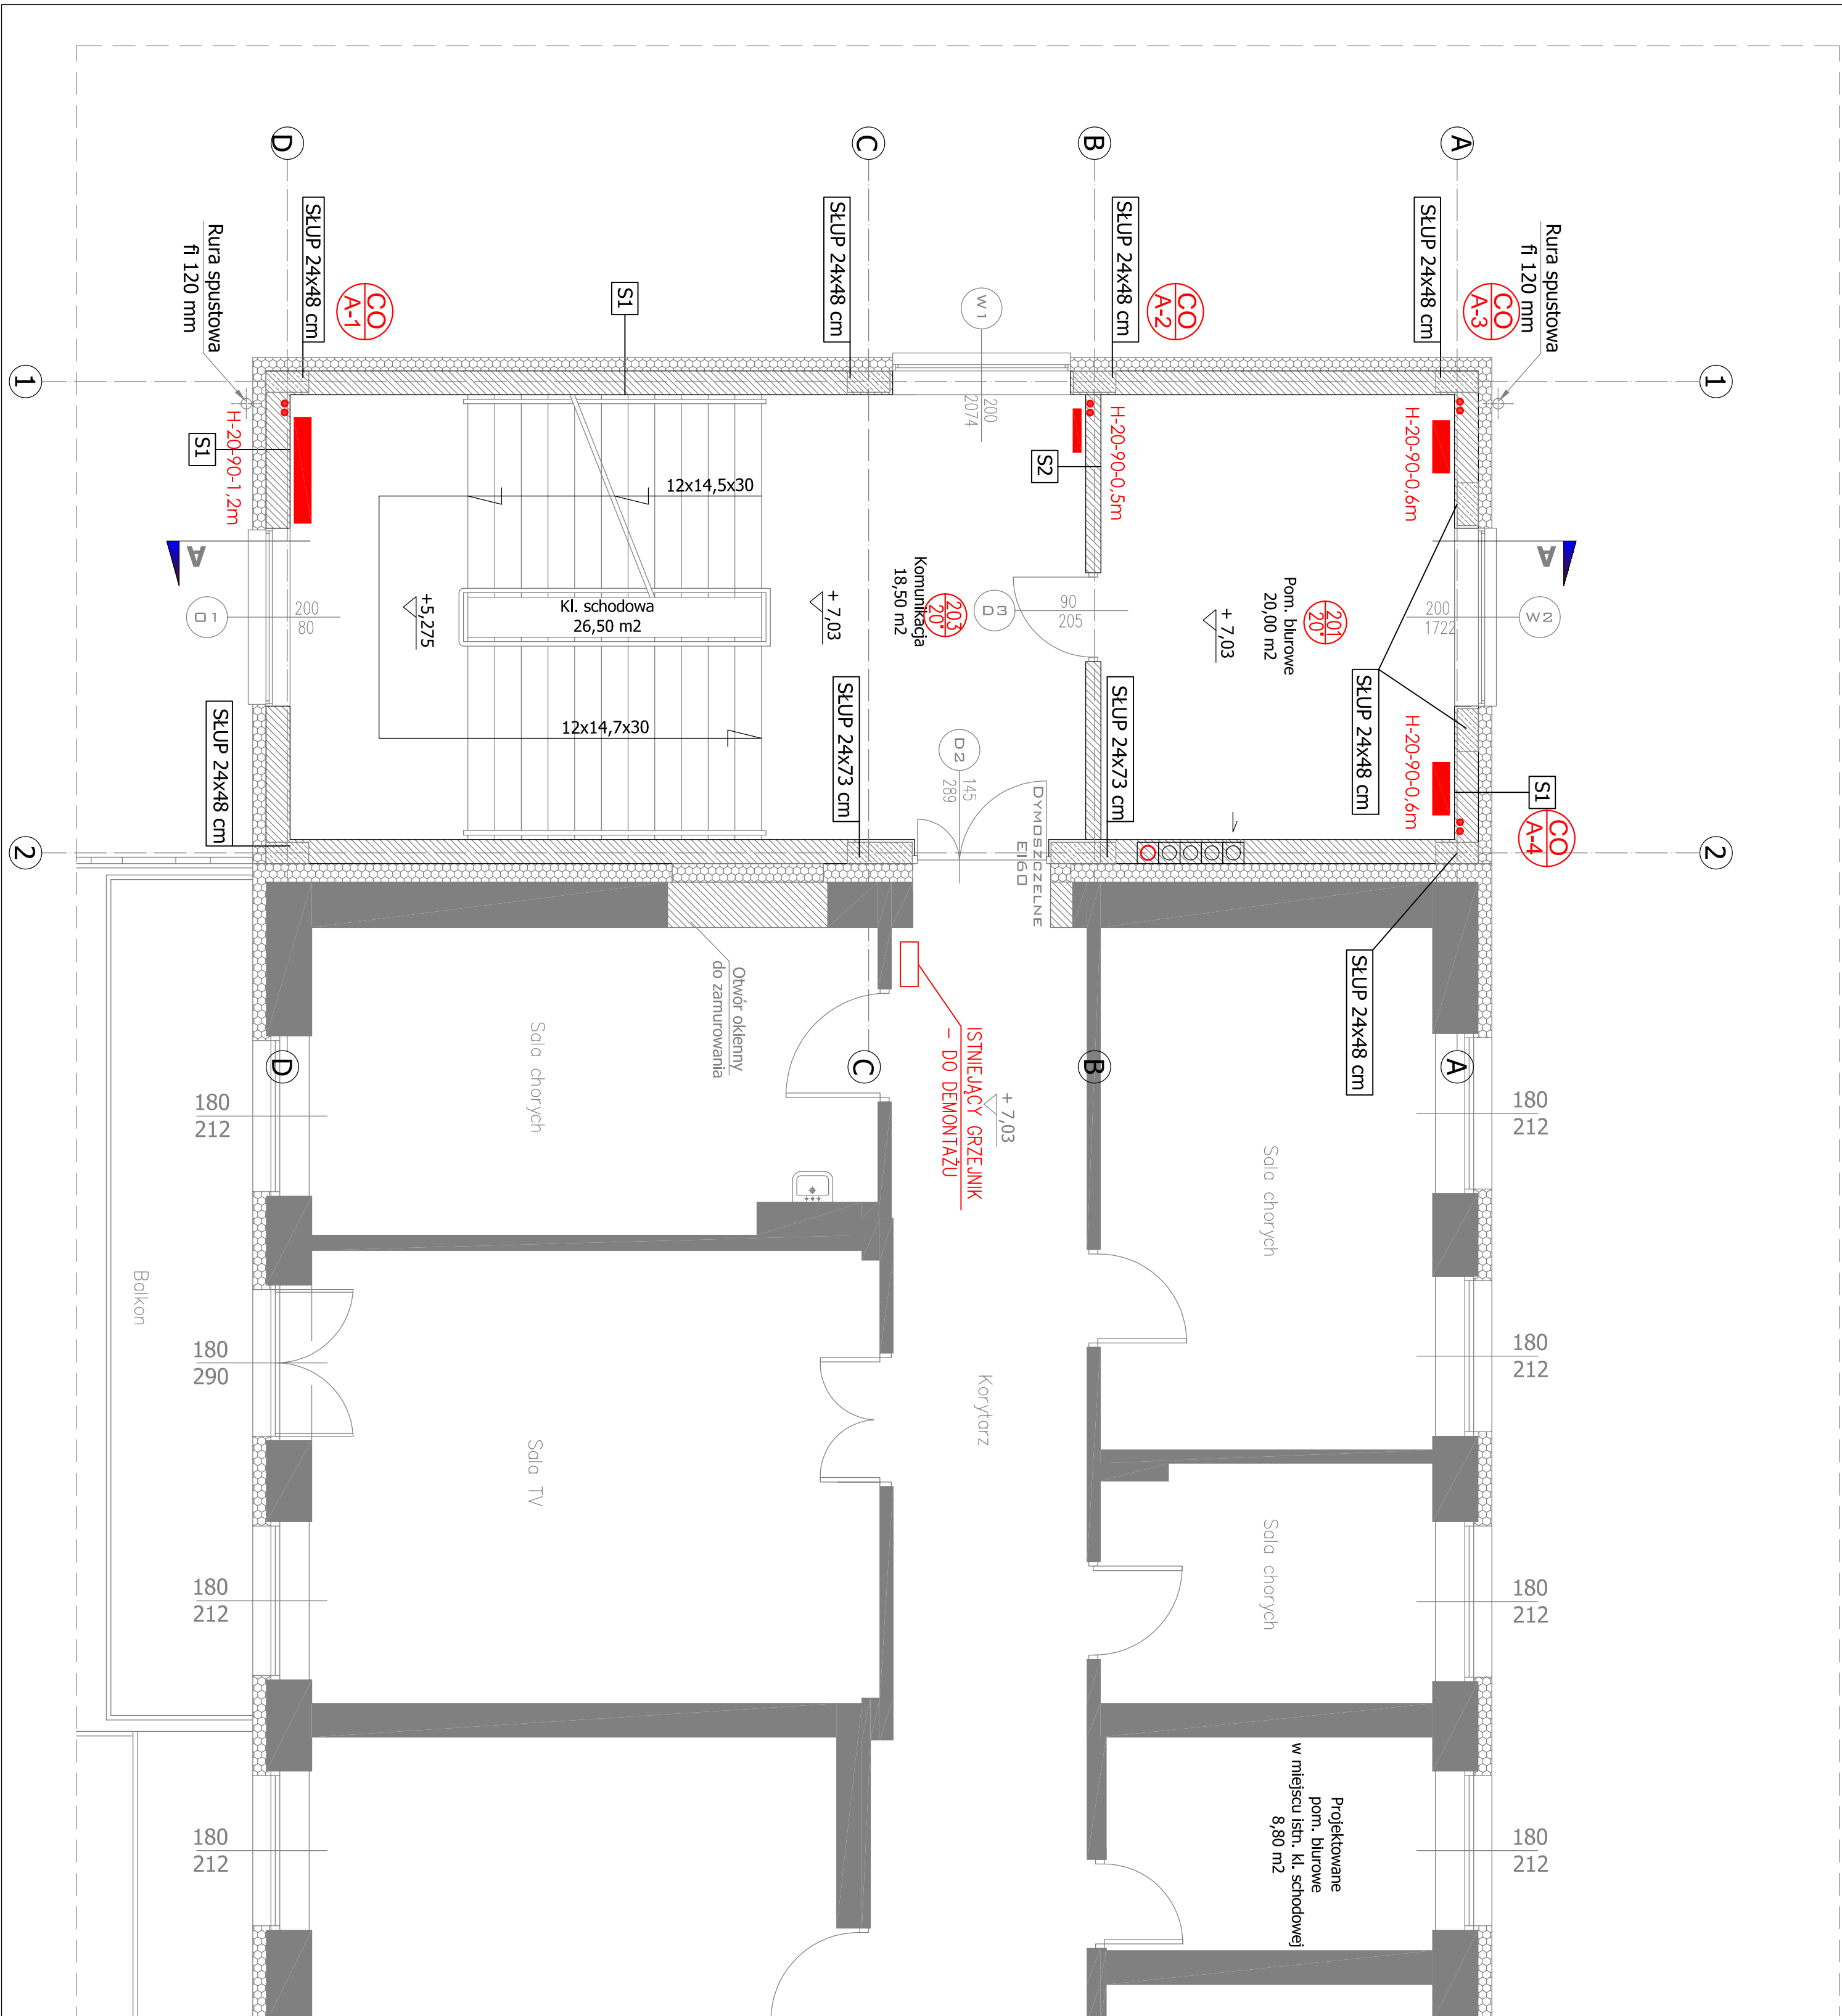 D
C
B
A
Rura spustowa
fi 120 mm
SŁUP 24x48 cm
CO
A-1
S1
SŁUP 24x48 cm
W1
200
2074
SŁUP 24x48 cm
CO
A-2
SŁUP 24x48 cm
CO
A-3
Rura spustowa
fi 120 mm
1
1
S1
H-20-90-1,2m
12x14,5x30
S2
H-20-90-0,5m
H-20-90-0,6m
A
A
O1
200
80
+5,275
Kl. schodowa
26,50 m2
+ 7,03
Komunikacja
18,50 m2
203
20°
D3
90
205
+ 7,03
Pom. biurowe
20,00 m2
201
20°
200
1722
W2
SŁUP 24x48 cm
12x14,7x30
SŁUP 24x73 cm
D2
145
289
DYMOSZCZELNE
EI60
SŁUP 24x73 cm
SŁUP 24x48 cm
H-20-90-0,6m
S1
CO
A-4
2
2
SŁUP 24x48 cm
Otwór okienny
do zamurowania
ISTNIEJĄCY GRZEJNIK
- DO DEMONTAŻU
+ 7,03
D
C
B
A
Sala chorych
Sala chorych
180
212
180
212
Balkon
180
290
Sala TV
Korytarz
180
212
Sala chorych
180
212
180
212
Projektowane
pom. biurowe
w miejscu istn. kl. schodowej
8,80 m2
180
212
180
212